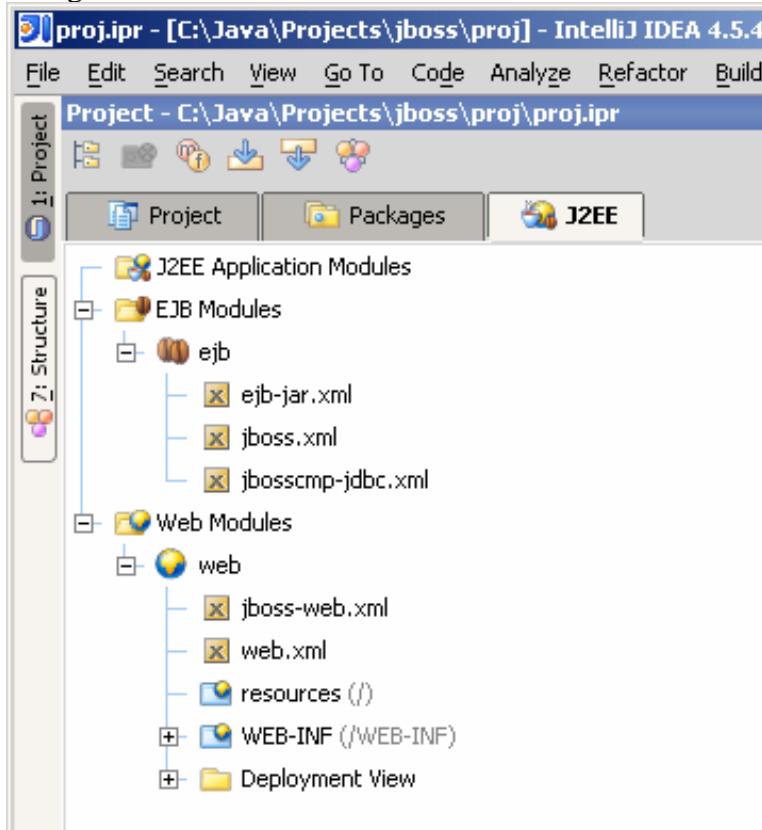 proj.ipr - [C:\Java\Projects\jboss\proj] - IntelliJ IDEA 4.5.4
File Edit Search View Go To Code Analyze Refactor Build
Project - C:\Java\Projects\jboss\proj\proj.ipr
1: Project
7: Structure
Project Packages J2EE
J2EE Application Modules
EJB Modules
ejb
ejb-jar.xml
jboss.xml
jbosscmp-jdbc.xml
Web Modules
web
jboss-web.xml
web.xml
resources (/)
WEB-INF (/WEB-INF)
Deployment View